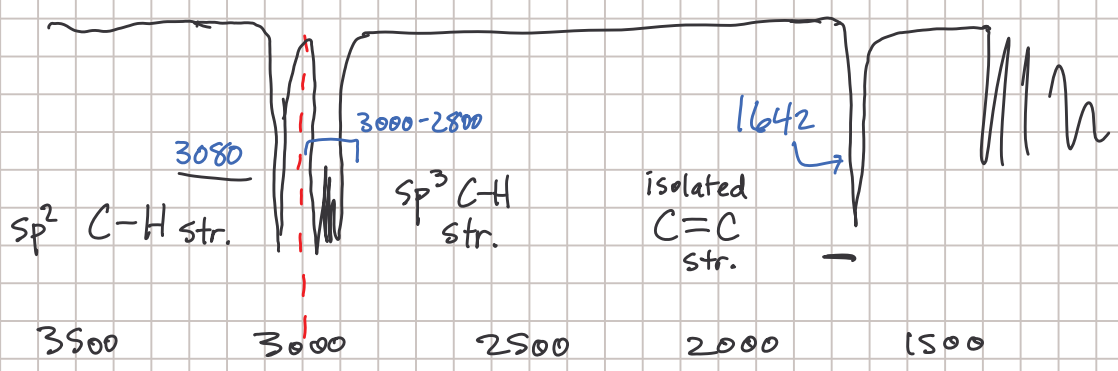 3000-2800
1642
3080
sp² C-H str.
sp³ C-H
str.
isolated
C=C
str.
3500 3000 2500 2000 1500